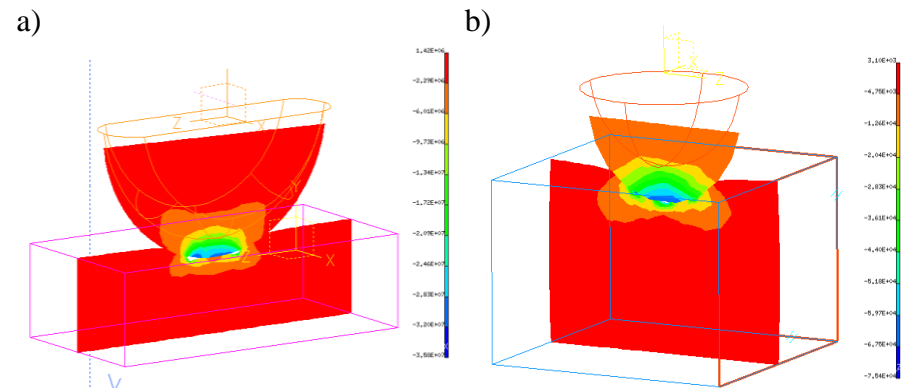 a)
b)
1,42E+06
-2,29E+06
-6,01E+06
-9,73E+06
-1,34E+07
-1,72E+07
-2,09E+07
-2,46E+07
-2,83E+07
-3,20E+07
-3,58E+07
Z
Y
X
Z
V
3,10E+03
-4,75E+03
-1,26E+04
-2,04E+04
-2,83E+04
-3,61E+04
-4,40E+04
-5,18E+04
-5,97E+04
-6,75E+04
-7,54E+04
X
Z